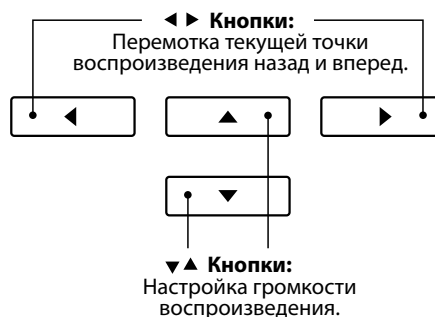 ◀ ▶ Кнопки:
Перемотка текущей точки
воспроизведения назад и вперед.
▼▲ Кнопки:
Настройка громкости
воспроизведения.